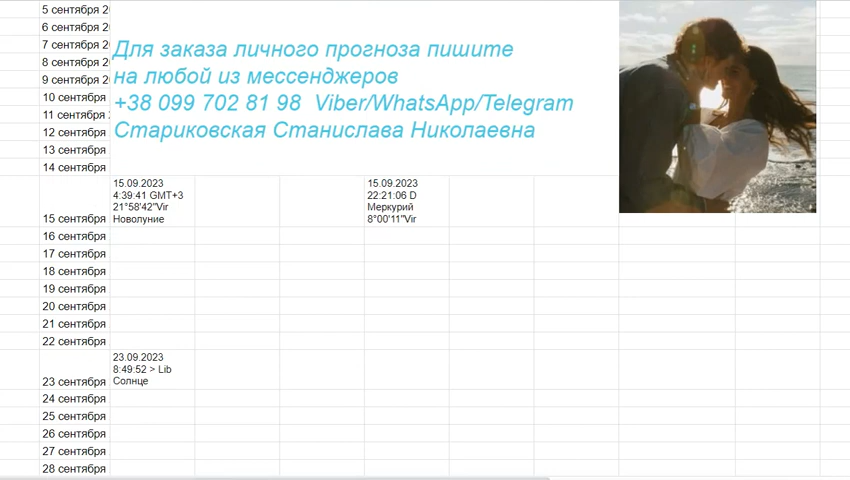 5 сентября 2
6 сентября 2
7 сентября 2
8 сентября 2
9 сентября 2
10 сентября
11 сентября
12 сентября
13 сентября
14 сентября
Для заказа личного прогноза пишите
на любой из мессенджеров
+38 099 702 81 98 Viber/WhatsApp/Telegram
Стариковская Станислава Николаевна
15 сентября
15.09.2023
4:39:41 GMT+3
21°58'42"Vir
Новолуние
15.09.2023
22:21:06 D
Меркурий
8°00'11"Vir
16 сентября
17 сентября
18 сентября
19 сентября
20 сентября
21 сентября
22 сентября
23 сентября
23.09.2023
8:49:52 > Lib
Солнце
24 сентября
25 сентября
26 сентября
27 сентября
28 сентября